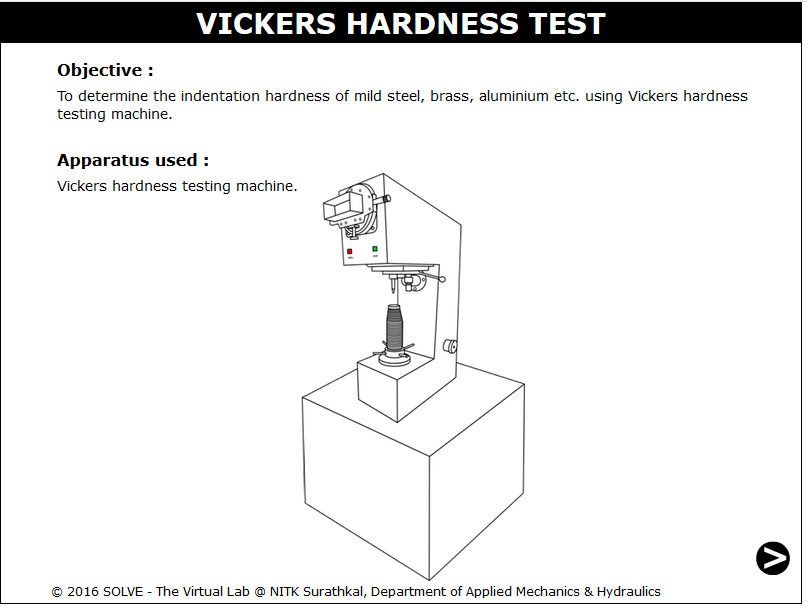 VICKERS HARDNESS TEST
Objective :
To determine the indentation hardness of mild steel, brass, aluminium etc. using Vickers hardness
testing machine.
Apparatus used :
Vickers hardness testing machine.
© 2016 SOLVE - The Virtual Lab @ NITK Surathkal, Department of Applied Mechanics & Hydraulics